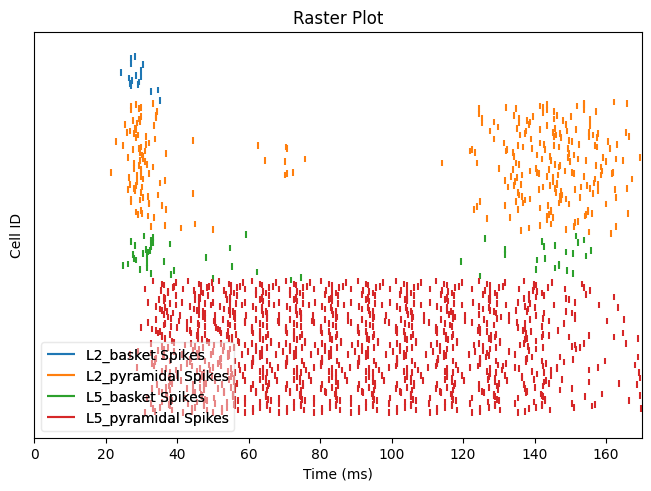 Raster Plot
Cell ID
L2_basket Spikes
L2_pyramidal Spikes
L5_basket Spikes
L5_pyramidal Spikes
0 20 40 60 80 100 120 140 160
Time (ms)